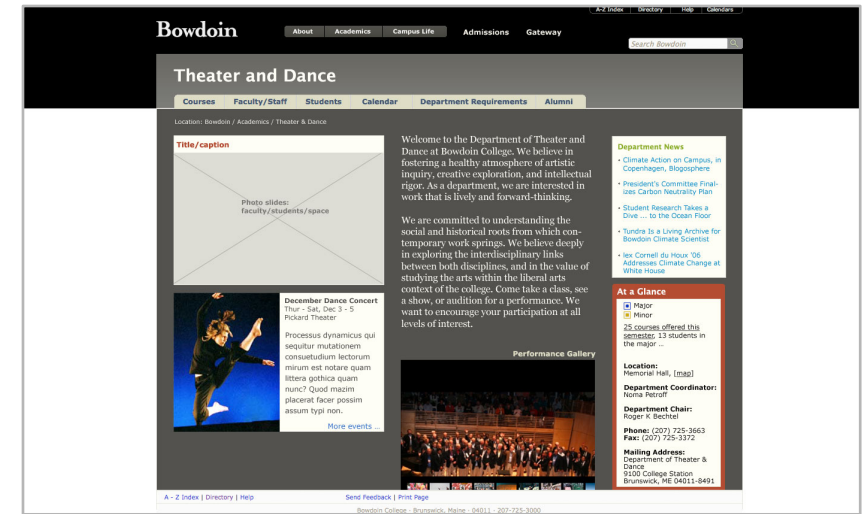 A-Z Index | Directory | Help | Calendars
Bowdoin
About Academics Campus Life Admissions Gateway
Search Bowdoin
Theater and Dance
Courses Faculty/Staff Students Calendar Department Requirements Alumni
Location: Bowdoin / Academics / Theater & Dance
Title/caption
Photo slides:
faculty/students/space
December Dance Concert
Thur - Sat, Dec 3 - 5
Pickard Theater
Processus dynamicus qui
sequitur mutationem
consuetudium lectorum
mirum est notare quam
littera gothica quam
nunc? Quod mazim
placerat facer possim
assum typi non.
More events ...
Welcome to the Department of Theater and
Dance at Bowdoin College. We believe in
fostering a healthy atmosphere of artistic
inquiry, creative exploration, and intellectual
rigor. As a department, we are interested in
work that is lively and forward-thinking.
We are committed to understanding the
social and historical roots from which con-
temporary work springs. We believe deeply
in exploring the interdisciplinary links
between both disciplines, and in the value of
studying the arts within the liberal arts
context of the college. Come take a class, see
a show, or audition for a performance. We
want to encourage your participation at all
levels of interest.
Performance Gallery
Department News
• Climate Action on Campus, in
Copenhagen, Blogosphere
• President's Committee Final-
izes Carbon Neutrality Plan
• Student Research Takes a
Dive ... to the Ocean Floor
• Tundra Is a Living Archive for
Bowdoin Climate Scientist
• lex Cornell du Houx '06
Addresses Climate Change at
White House
At a Glance
Major
Minor
25 courses offered this
semester, 13 students in
the major ...
Location:
Memorial Hall, [map]
Department Coordinator:
Noma Petroff
Department Chair:
Roger K Bechtel
Phone: (207) 725-3663
Fax: (207) 725-3372
Mailing Address:
Department of Theater &
Dance
9100 College Station
Brunswick, ME 04011-8491
A - Z Index | Directory | Help Send Feedback | Print Page
Bowdoin College - Brunswick, Maine - 04011 - 207-725-3000